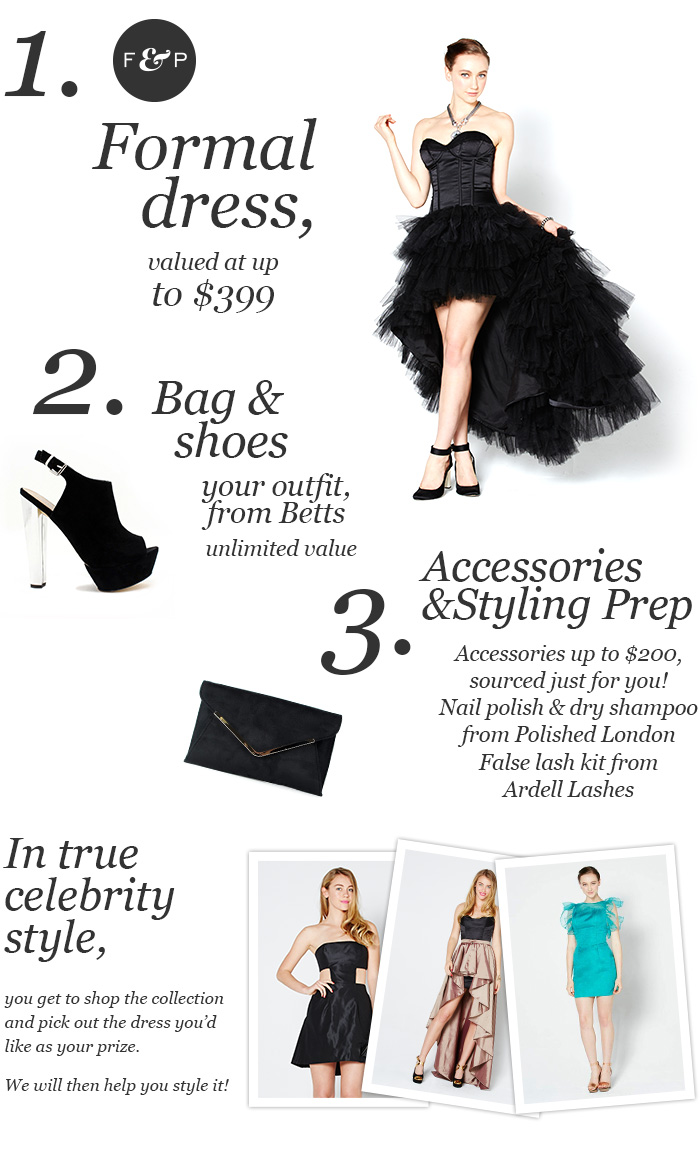 1.
F & P
Formal
dress,
valued at up
to $399
2.
Bag &
shoes
your outfit,
from Betts
unlimited value
3.
Accessories
&Styling Prep
Accessories up to $200,
sourced just for you!
Nail polish & dry shampoo
from Polished London
False lash kit from
Ardell Lashes
In true
celebrity
style,
you get to shop the collection
and pick out the dress you’d
like as your prize.
We will then help you style it!